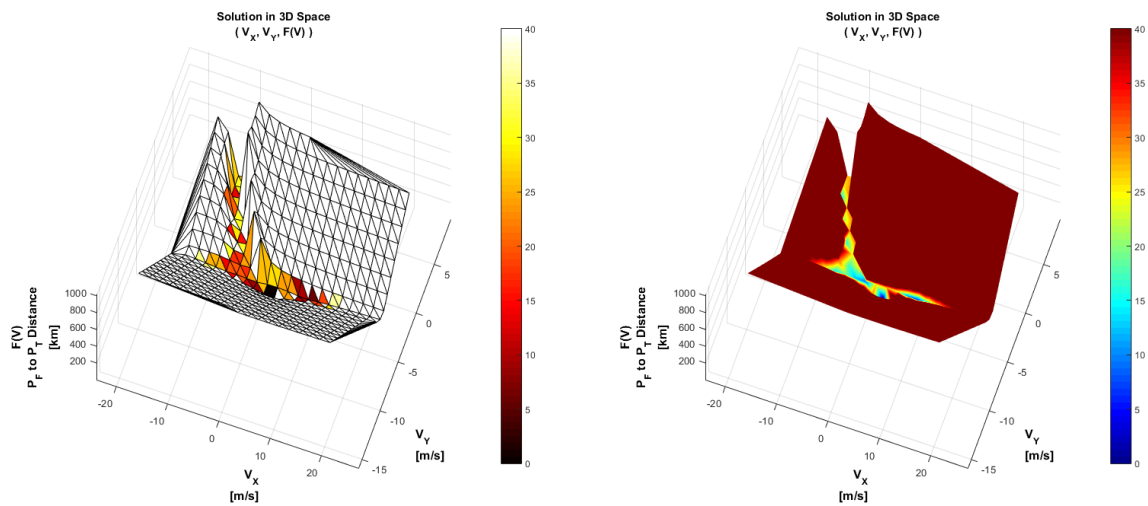 Solution in 3D Space
( V_X, V_Y, F(V) )
40
35
30
25
20
15
10
5
0
1000
800
600
400
200
F(V)
P_F to P_T Distance
[km]
-20
-10
0
10
20
V_X
[m/s]
5
0
-5
-10
-15
V_Y
[m/s]
Solution in 3D Space
( V_X, V_Y, F(V) )
40
35
30
25
20
15
10
5
0
1000
800
600
400
200
F(V)
P_F to P_T Distance
[km]
-20
-10
0
10
20
V_X
[m/s]
5
0
-5
-10
-15
V_Y
[m/s]